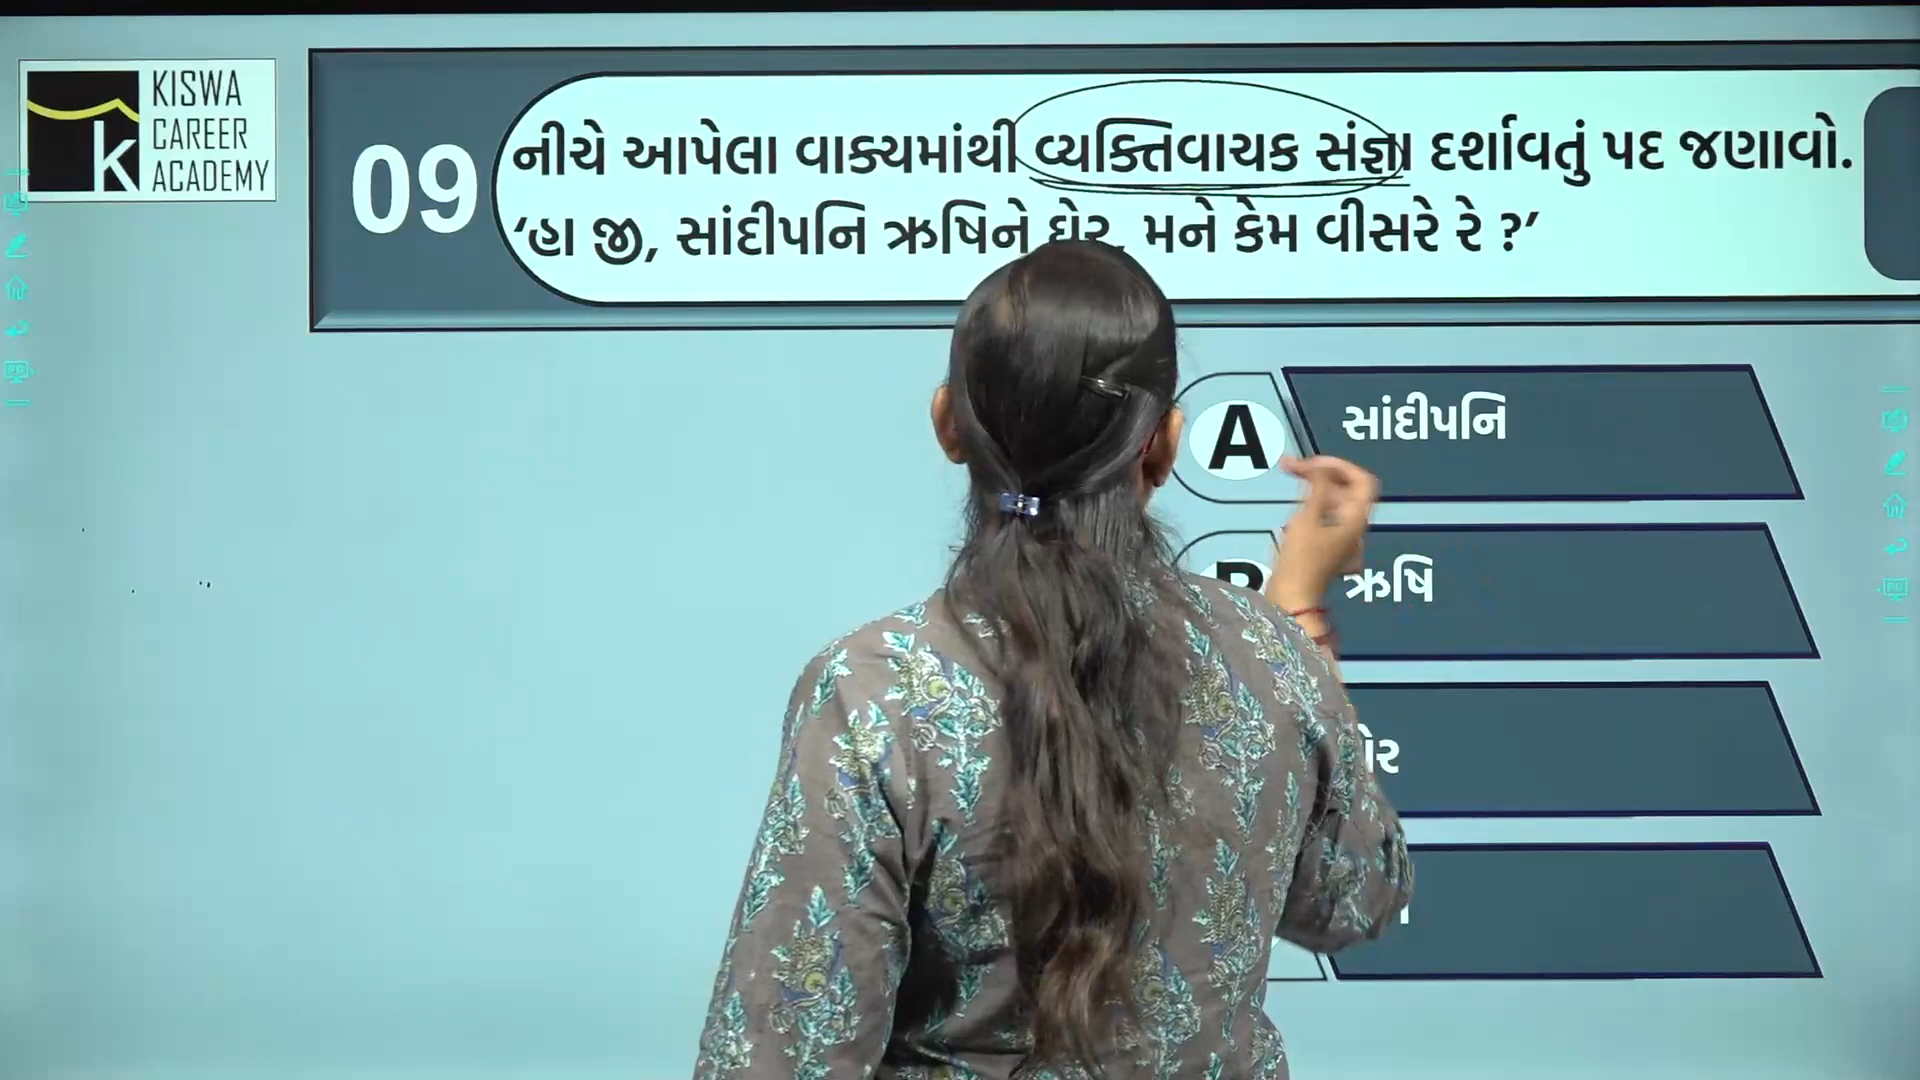 KISWA
CAREER
ACADEMY
k
09
નીચે આપેલા વાક્યમાંથી વ્યક્તિવાચક સંજ્ઞા દર્શાવતું પદ જણાવો.
‘હા જી, સાંદીપનિ ઋષિને ઘેર, મને કેમ વીસરે રે ?’
A
સાંદીપનિ
B
ઋષિ